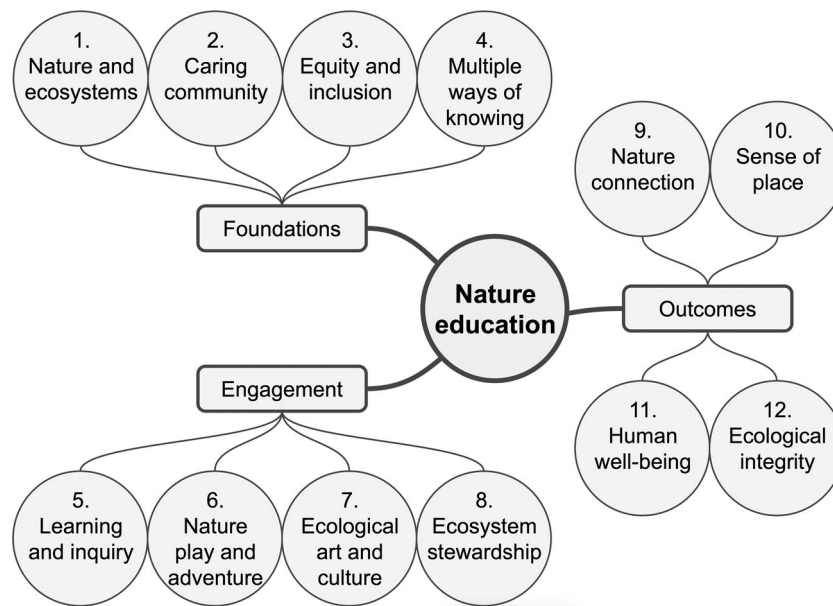 1.
Nature and
ecosystems
2.
Caring
community
3.
Equity and
inclusion
4.
Multiple
ways of
knowing
Foundations
Nature
education
9.
Nature
connection
10.
Sense of
place
Outcomes
11.
Human
well-being
12.
Ecological
integrity
Engagement
5.
Learning
and inquiry
6.
Nature
play and
adventure
7.
Ecological
art and
culture
8.
Ecosystem
stewardship